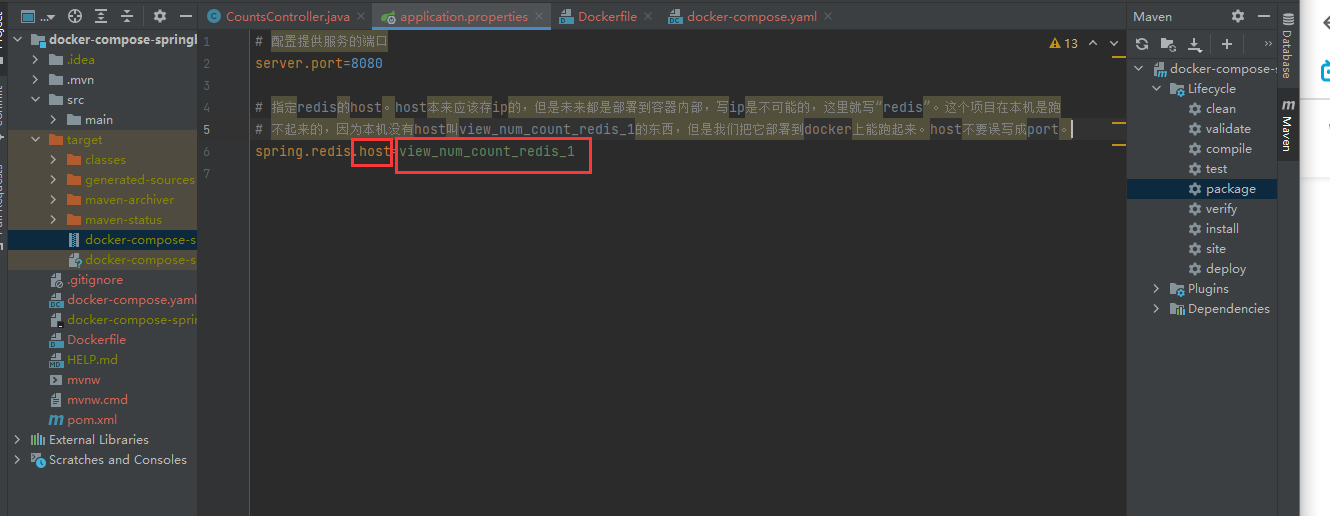 ...
CountsController.java
application.properties
Dockerfile
docker-compose.yaml
Maven
docker-compose-springl
.idea
.mvn
src
main
target
classes
generated-sources
maven-archiver
maven-status
docker-compose-s
docker-compose-s
.gitignore
docker-compose.yaml
docker-compose-sprin
Dockerfile
HELP.md
mvnw
mvnw.cmd
pom.xml
External Libraries
Scratches and Consoles
1 # 配置提供服务的端口
2 server.port=8080
3
4 # 指定redis的host。host本来应该存ip的，但是未来都是部署到容器内部，写ip是不可能的，这里就写“redis”。这个项目在本机是跑
5 # 不起来的，因为本机没有host叫view_num_count_redis_1的东西，但是我们把它部署到docker上能跑起来。host不要误写成port。
6 spring.redis.host=view_num_count_redis_1
7
13
docker-compose-s
Lifecycle
clean
validate
compile
test
package
verify
install
site
deploy
Plugins
Dependencies
Database
Maven